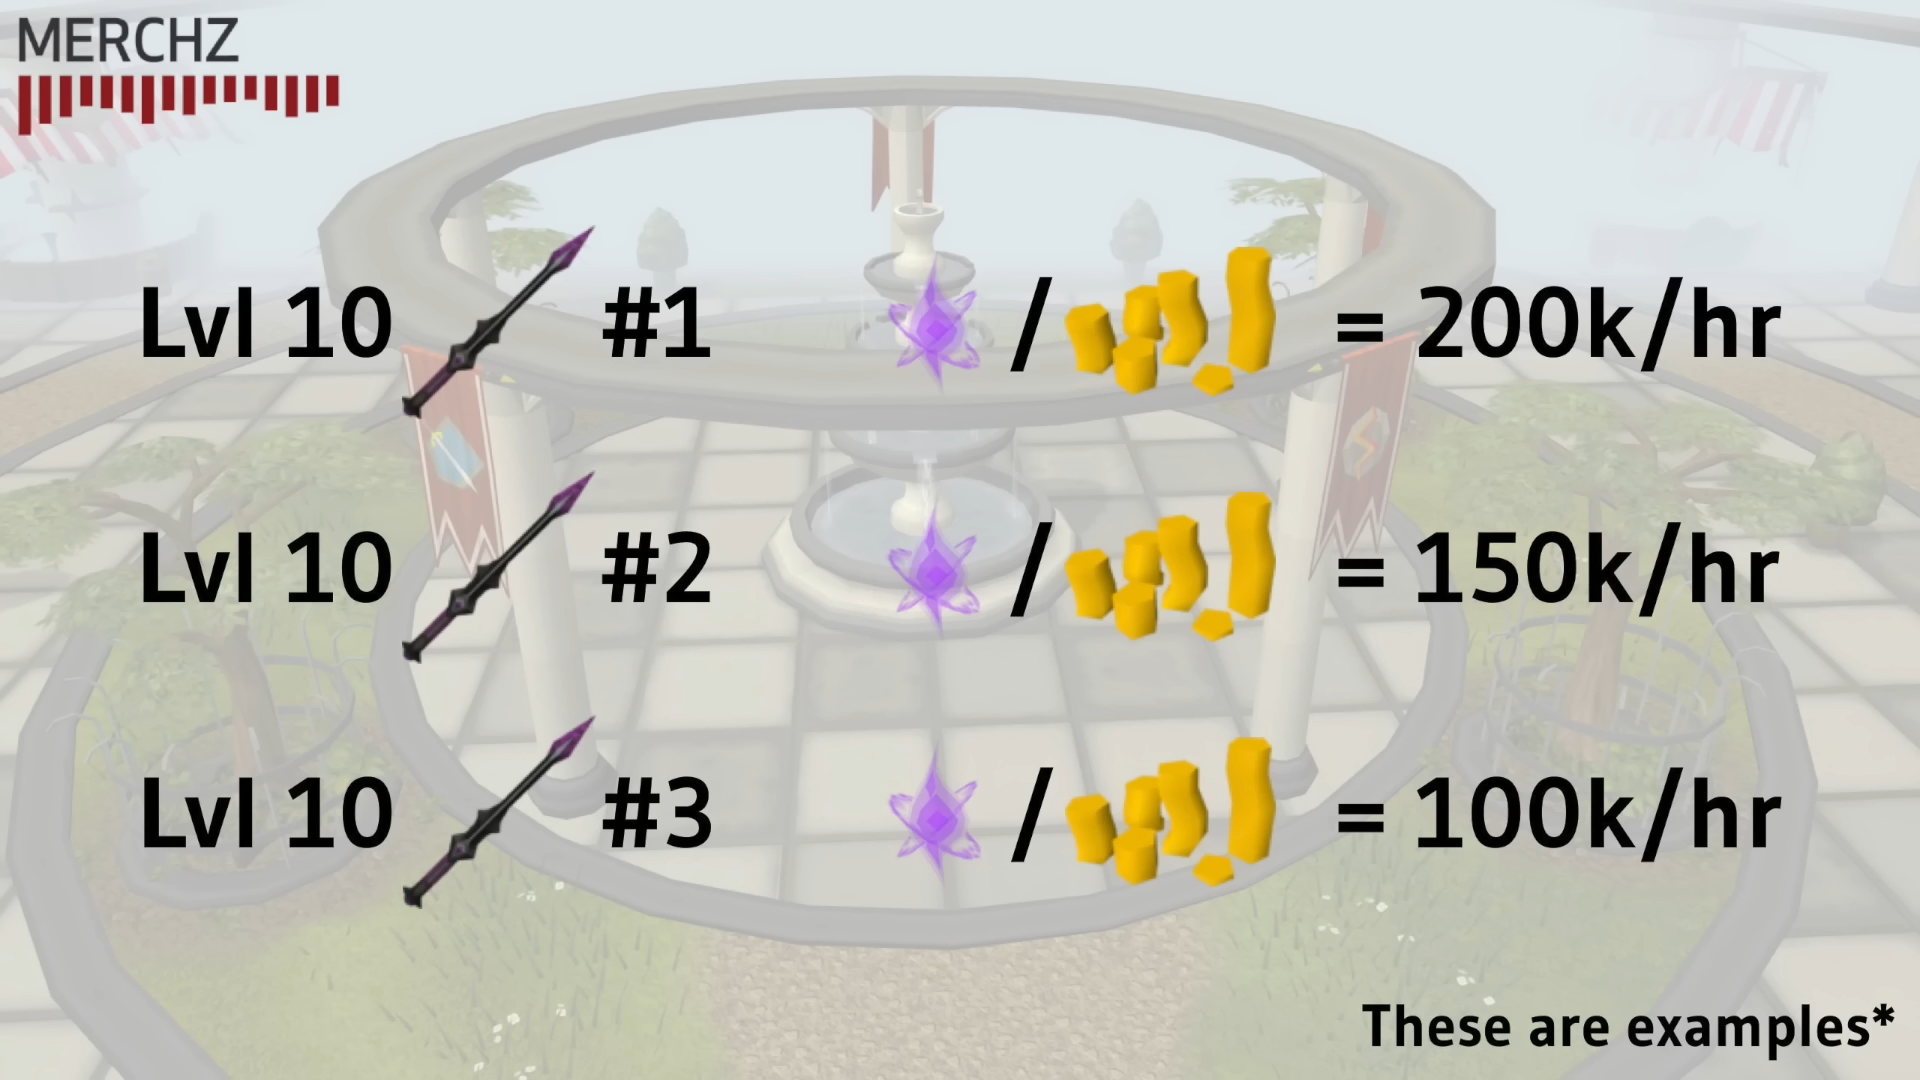 MERCHZ
Lvl 10 #1 / = 200k/hr
Lvl 10 #2 / = 150k/hr
Lvl 10 #3 / = 100k/hr
These are examples*